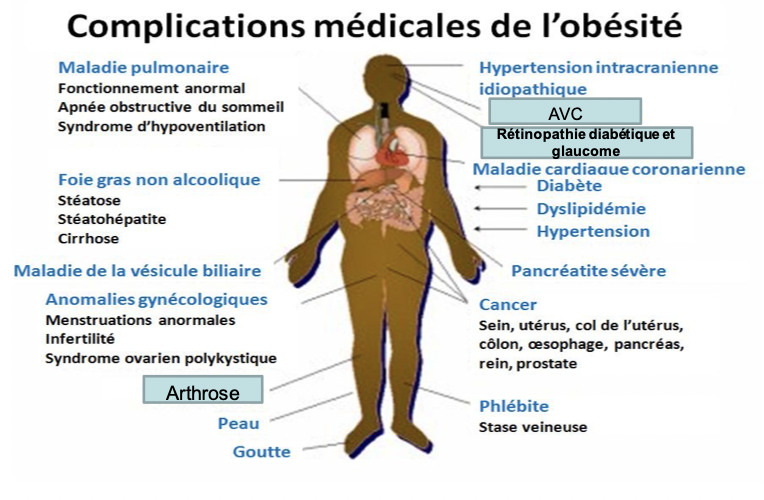 Complications médicales de l'obésité
Maladie pulmonaire
Fonctionnement anormal
Apnée obstructive du sommeil
Syndrome d'hypoventilation
Foie gras non alcoolique
Stéatose
Stéatohépatite
Cirrhose
Maladie de la vésicule biliaire
Anomalies gynécologiques
Menstruations anormales
Infertilité
Syndrome ovarien polykystique
Arthrose
Peau
Goutte
Hypertension intracranienne
idiopathique
AVC
Rétinopathie diabétique et
glaucome
Maladie cardiaque coronarienne
Diabète
Dyslipidémie
Hypertension
Pancréatite sévère
Cancer
Sein, utérus, col de l'utérus,
côlon, œsophage, pancréas,
rein, prostate
Phlébite
Stase veineuse